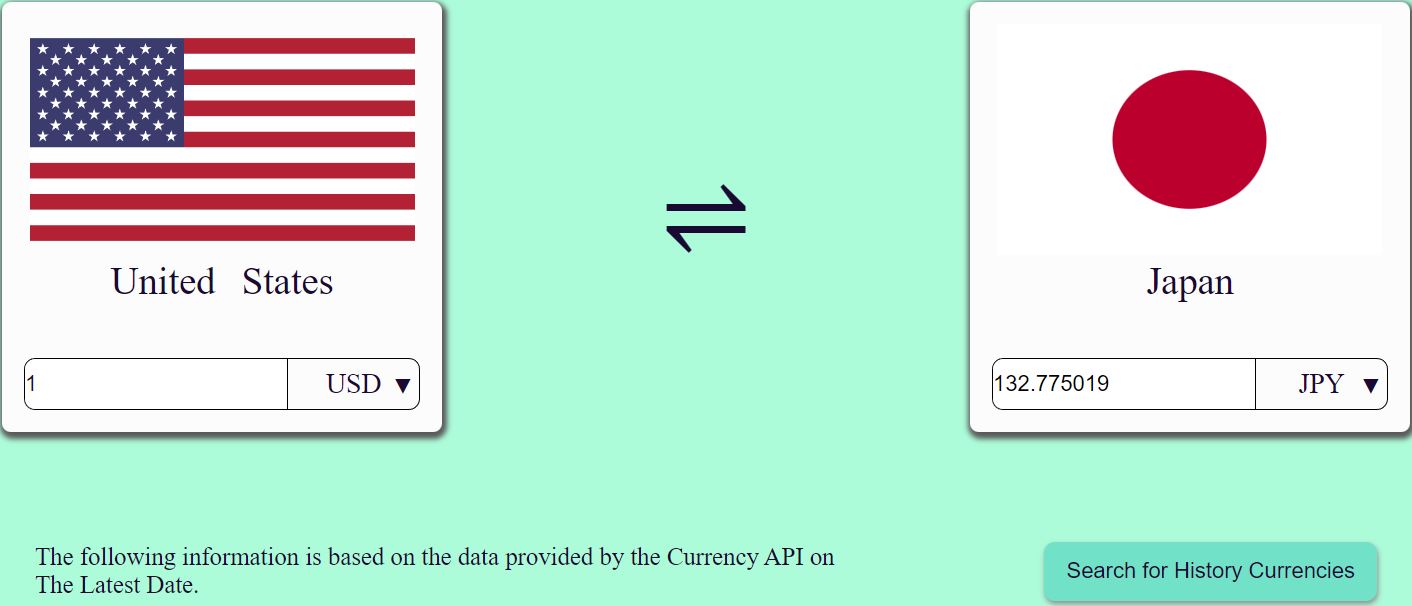 United States
Japan
1
USD ▼
132.775019
JPY ▼
The following information is based on the data provided by the Currency API on
The Latest Date.
Search for History Currencies